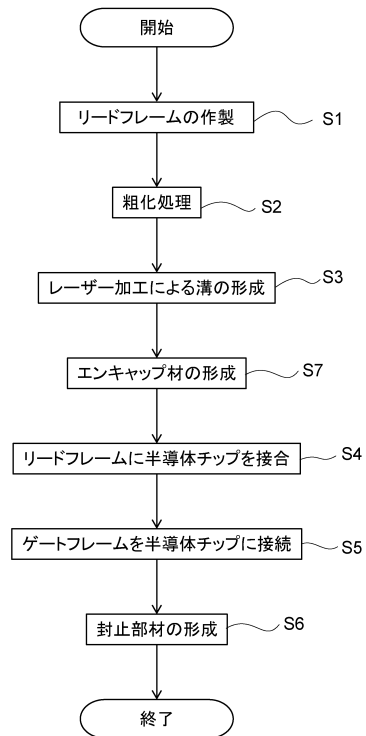 開始
リードフレームの作製 S1
粗化処理 S2
レーザー加工による溝の形成 S3
エンキャップ材の形成 S7
リードフレームに半導体チップを接合 S4
ゲートフレームを半導体チップに接続 S5
封止部材の形成 S6
終了